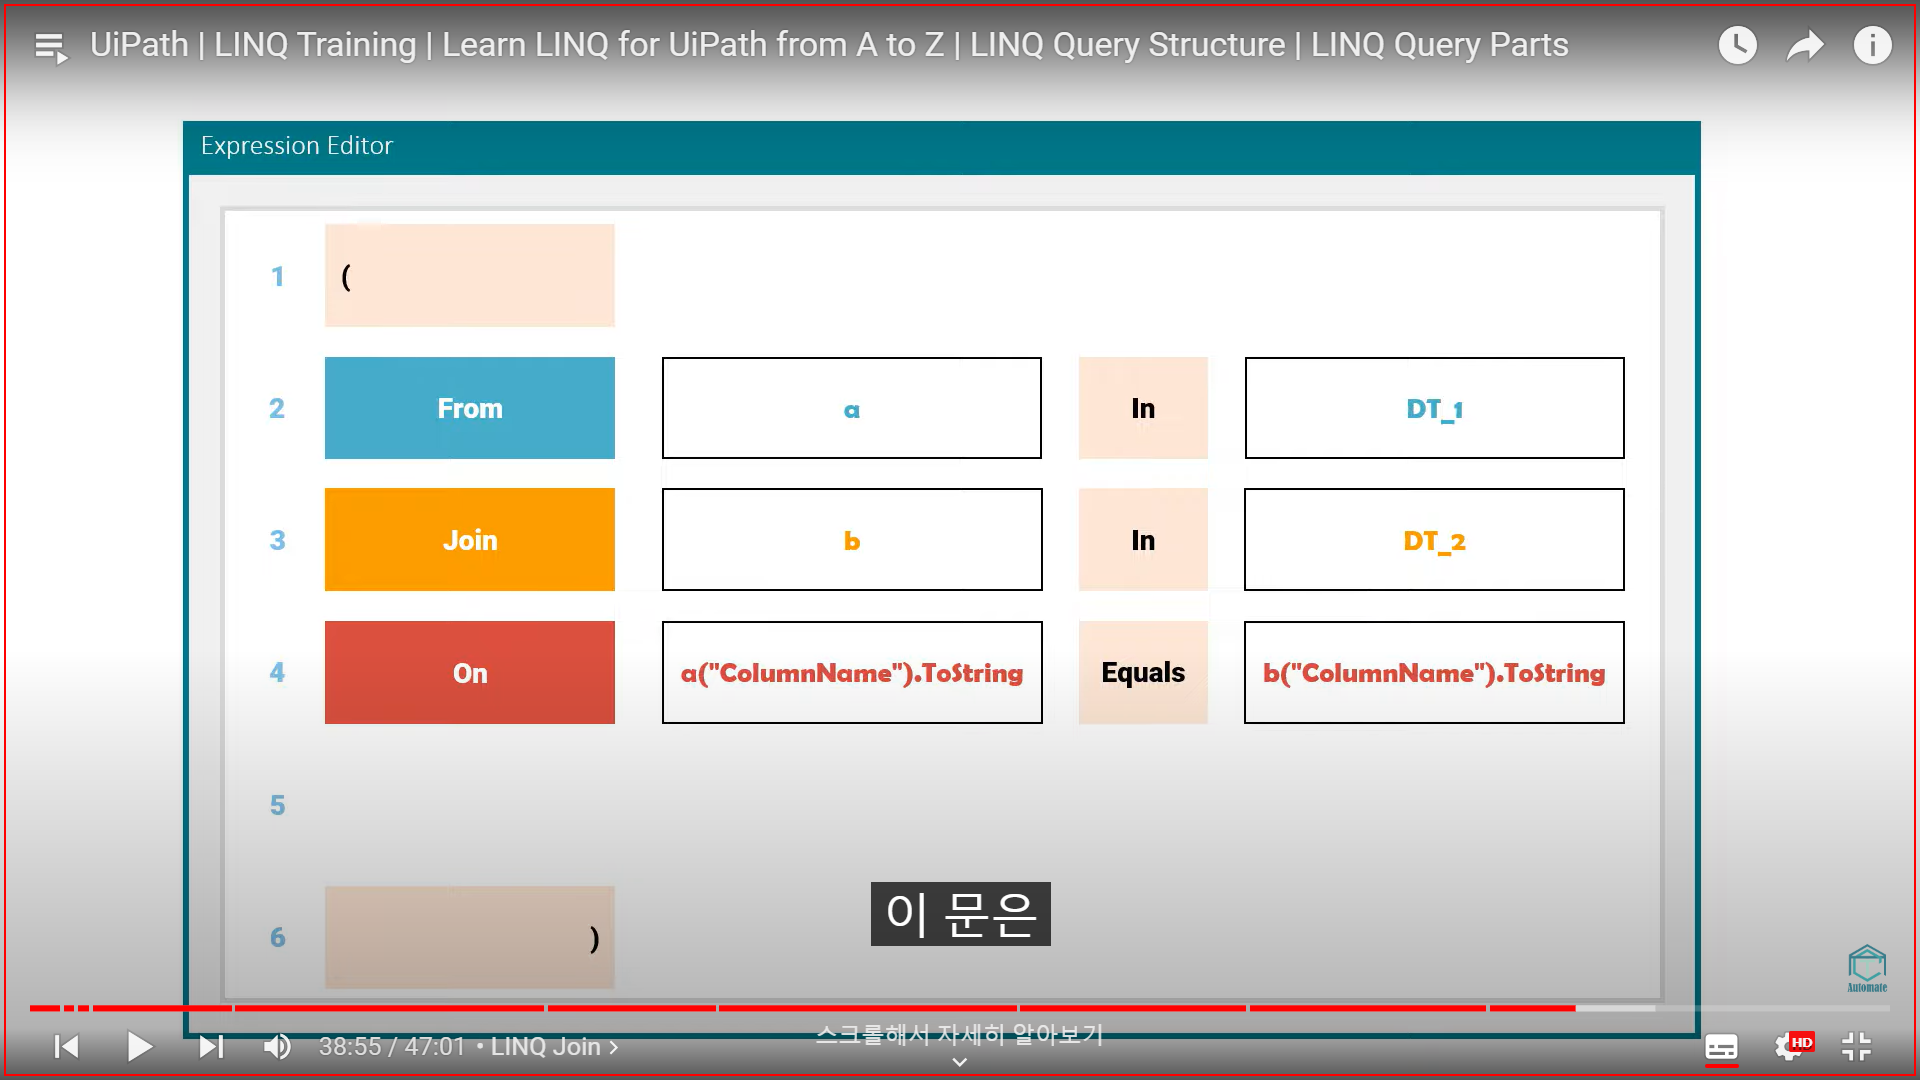 UiPath | LINQ Training | Learn LINQ for UiPath from A to Z | LINQ Query Structure | LINQ Query Parts
Expression Editor
1 (
2 From a In DT_1
3 Join b In DT_2
4 On a("ColumnName").ToString Equals b("ColumnName").ToString
5
6 )
이 문은
Automate
스크롤해서 자세히 알아보기
38:55 / 47:01 • LINQ Join
HD